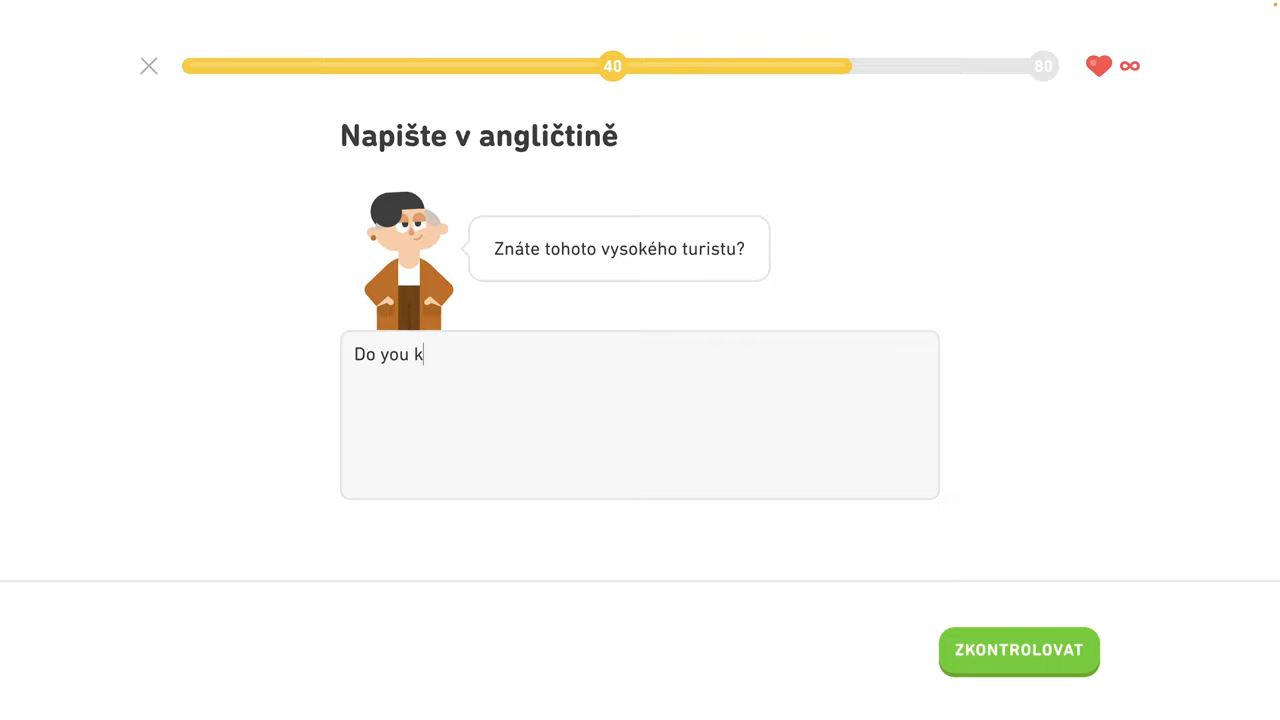 40
80
∞
Napište v angličtině
Znáte tohoto vysokého turistu?
Do you k
ZKONTROLOVAT